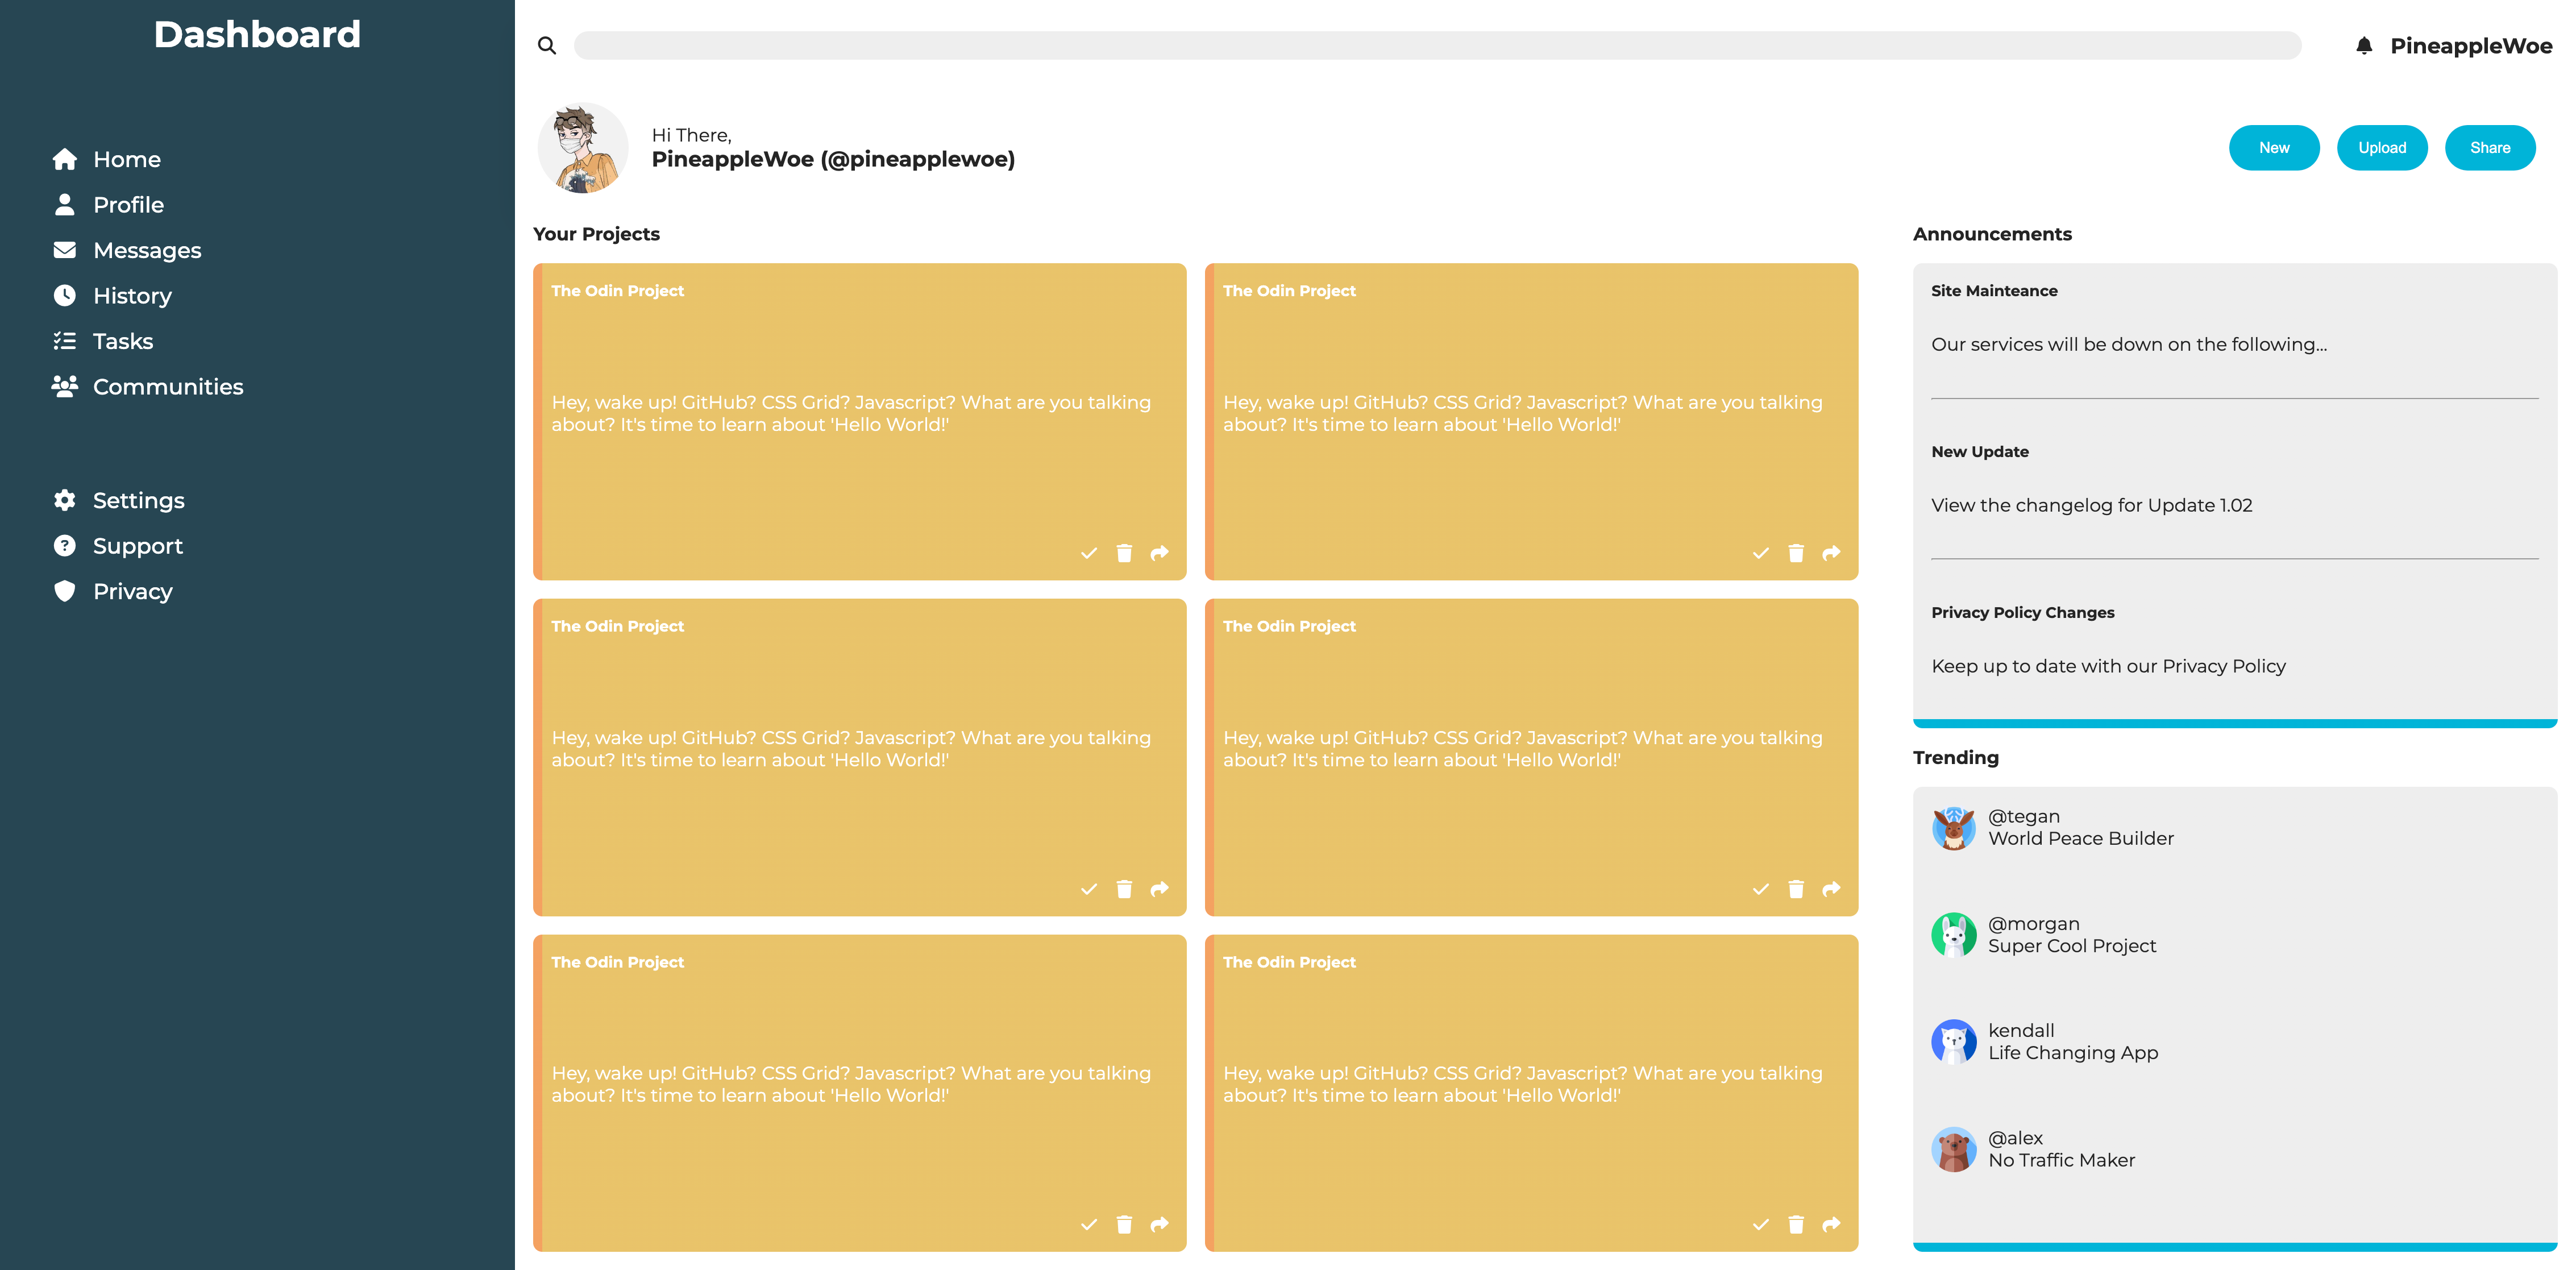 Dashboard
Home
Profile
Messages
History
Tasks
Communities
Settings
Support
Privacy
PineappleWoe
Hi There,
PineappleWoe (@pineapplewoe)
New
Upload
Share
Your Projects
The Odin Project
Hey, wake up! GitHub? CSS Grid? Javascript? What are you talking
about? It's time to learn about 'Hello World!'
The Odin Project
Hey, wake up! GitHub? CSS Grid? Javascript? What are you talking
about? It's time to learn about 'Hello World!'
The Odin Project
Hey, wake up! GitHub? CSS Grid? Javascript? What are you talking
about? It's time to learn about 'Hello World!'
The Odin Project
Hey, wake up! GitHub? CSS Grid? Javascript? What are you talking
about? It's time to learn about 'Hello World!'
The Odin Project
Hey, wake up! GitHub? CSS Grid? Javascript? What are you talking
about? It's time to learn about 'Hello World!'
The Odin Project
Hey, wake up! GitHub? CSS Grid? Javascript? What are you talking
about? It's time to learn about 'Hello World!'
Announcements
Site Mainteance
Our services will be down on the following...
New Update
View the changelog for Update 1.02
Privacy Policy Changes
Keep up to date with our Privacy Policy
Trending
@tegan
World Peace Builder
@morgan
Super Cool Project
kendall
Life Changing App
@alex
No Traffic Maker